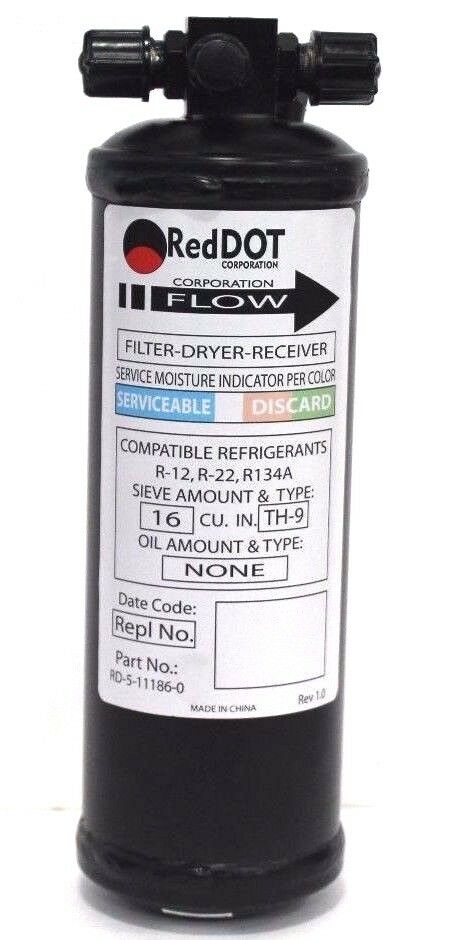 RedDOT
CORPORATION
CORPORATION
FLOW
FILTER-DRYER-RECEIVER
SERVICE MOISTURE INDICATOR PER COLOR
SERVICEABLE DISCARD
COMPATIBLE REFRIGERANTS
R-12, R-22, R134A
SIEVE AMOUNT & TYPE:
16 CU. IN. TH-9
OIL AMOUNT & TYPE:
NONE
Date Code:
Repl No.
Part No.:
RD-5-11186-0
MADE IN CHINA
Rev 1.0